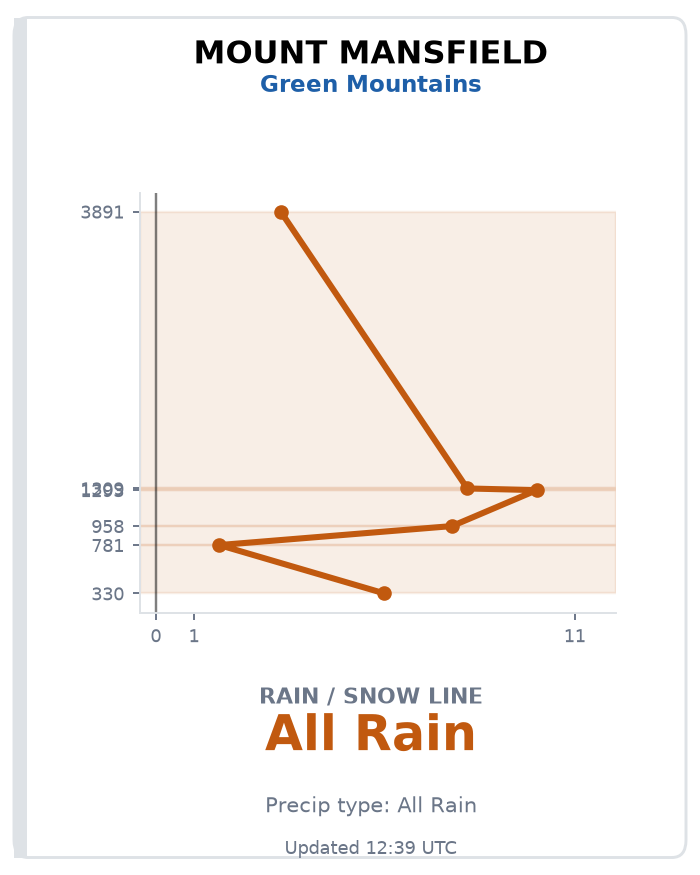 MOUNT MANSFIELD
Green Mountains
3891
958
781
330
0 1 11
RAIN / SNOW LINE
All Rain
Precip type: All Rain
Updated 12:39 UTC